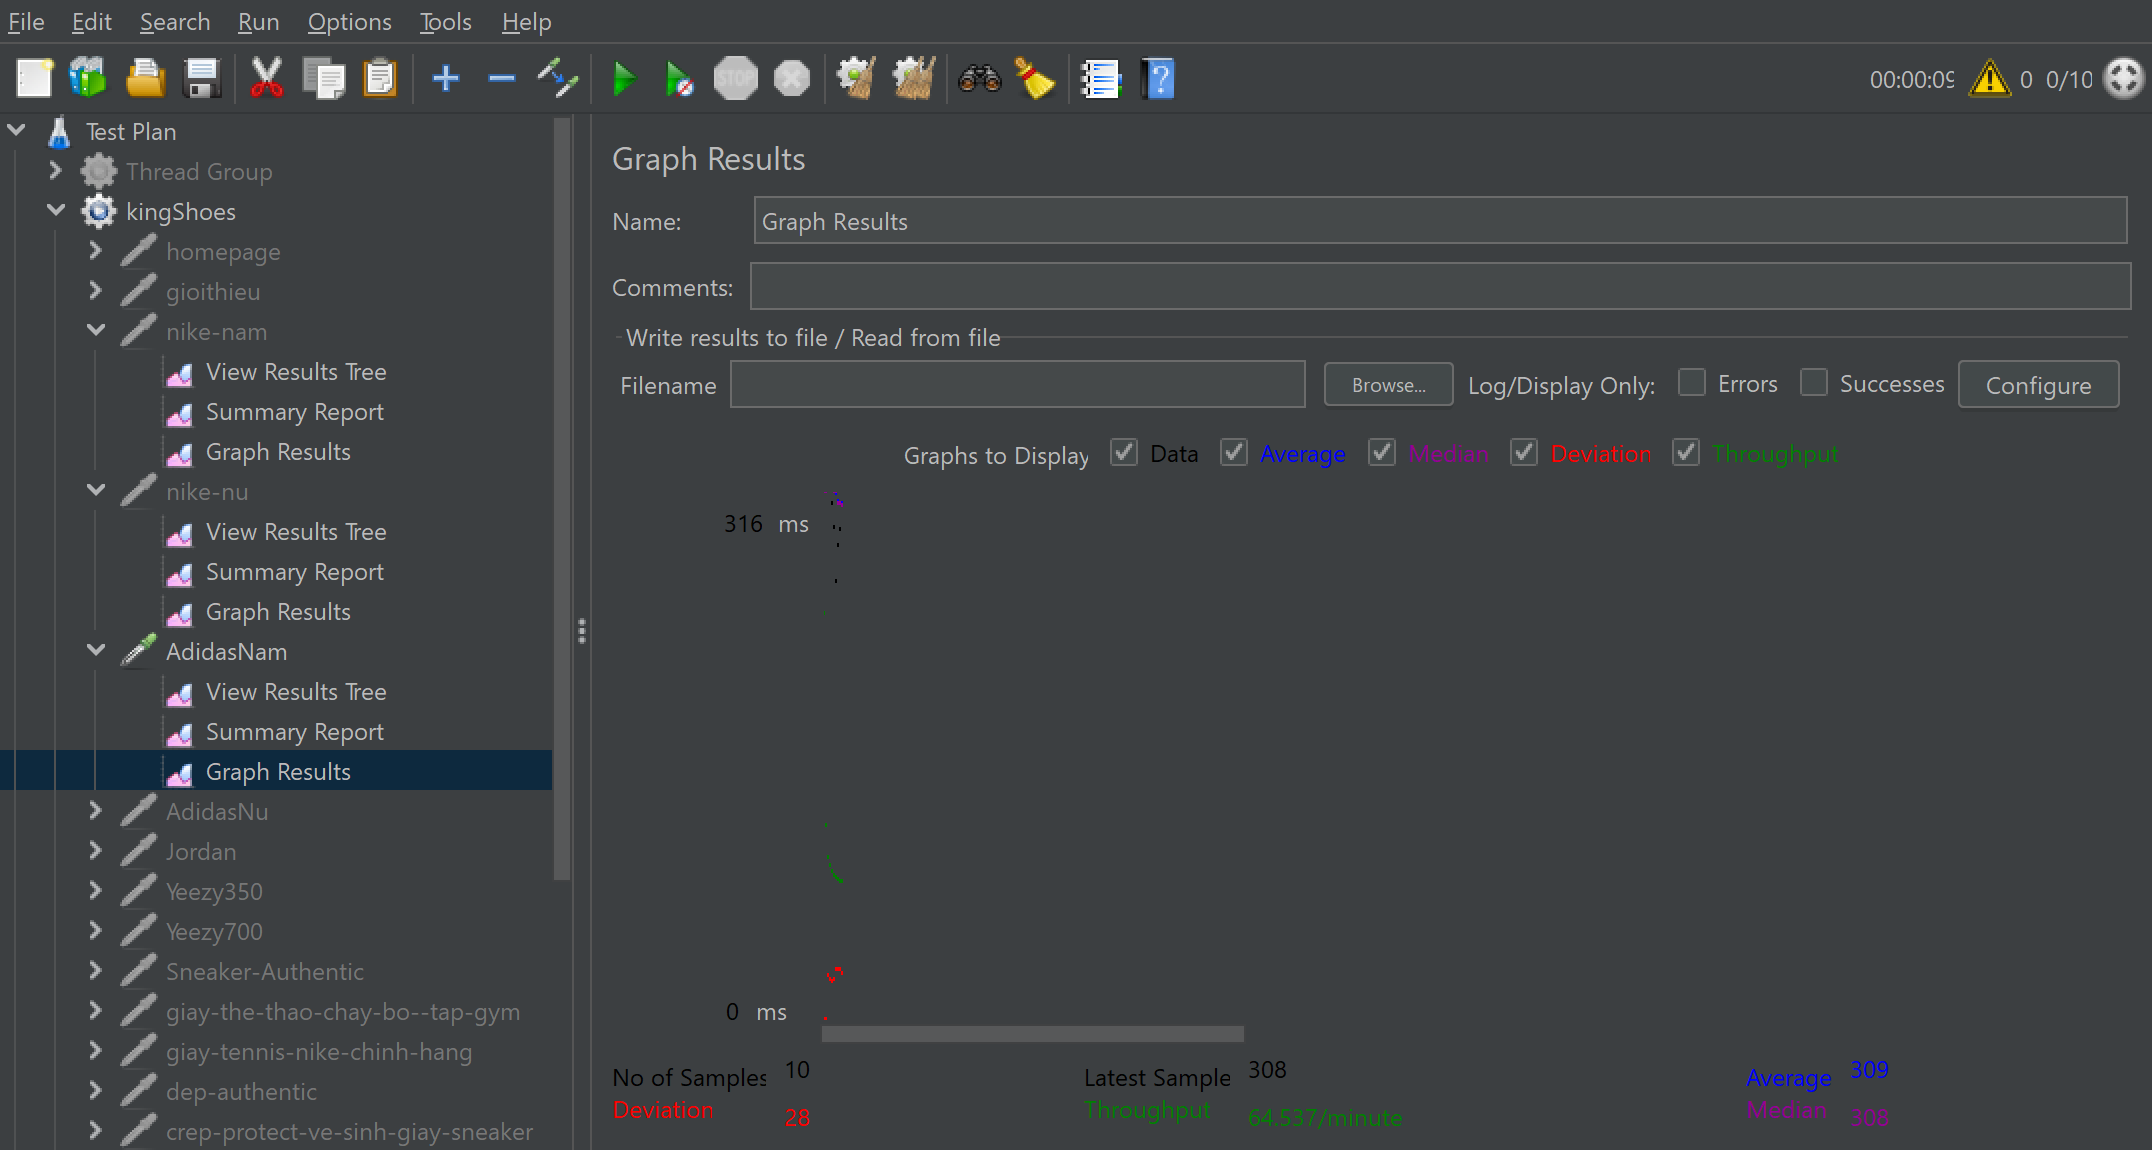 File Edit Search Run Options Tools Help
STOP
00:00:09 0 0/10
Test Plan
Thread Group
kingShoes
homepage
gioithieu
nike-nam
View Results Tree
Summary Report
Graph Results
nike-nu
View Results Tree
Summary Report
Graph Results
AdidasNam
View Results Tree
Summary Report
Graph Results
AdidasNu
Jordan
Yeezy350
Yeezy700
Sneaker-Authentic
giay-the-thao-chay-bo--tap-gym
giay-tennis-nike-chinh-hang
dep-authentic
crep-protect-ve-sinh-giay-sneaker
Graph Results
Name: Graph Results
Comments:
Write results to file / Read from file
Filename Browse... Log/Display Only: Errors Successes Configure
Graphs to Display Data Average Median Deviation Throughput
316 ms
0 ms
No of Samples 10 Latest Sample 308 Average 309
Deviation 28 Throughput 64.537/minute Median 308